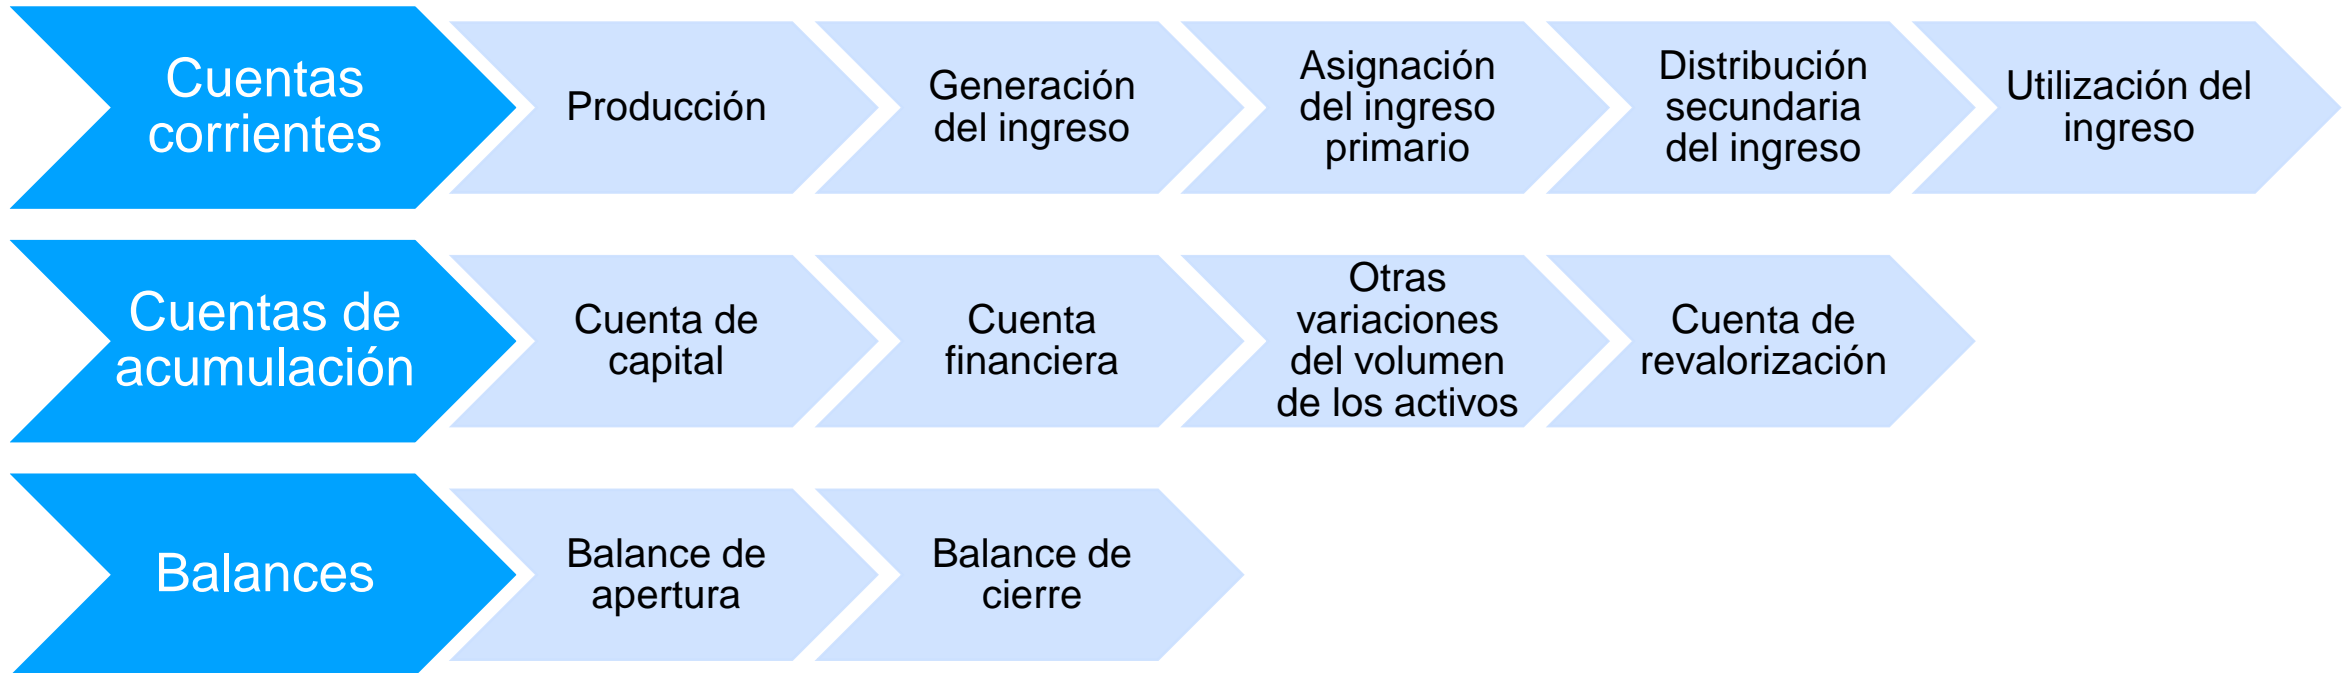 Cuentas
corrientes
Producción
Generación
del ingreso
Asignación
del ingreso
primario
Distribución
secundaria
del ingreso
Utilización del
ingreso
Cuentas de
acumulación
Cuenta de
capital
Cuenta
financiera
Otras
variaciones
del volumen
de los activos
Cuenta de
revalorización
Balances
Balance de
apertura
Balance de
cierre